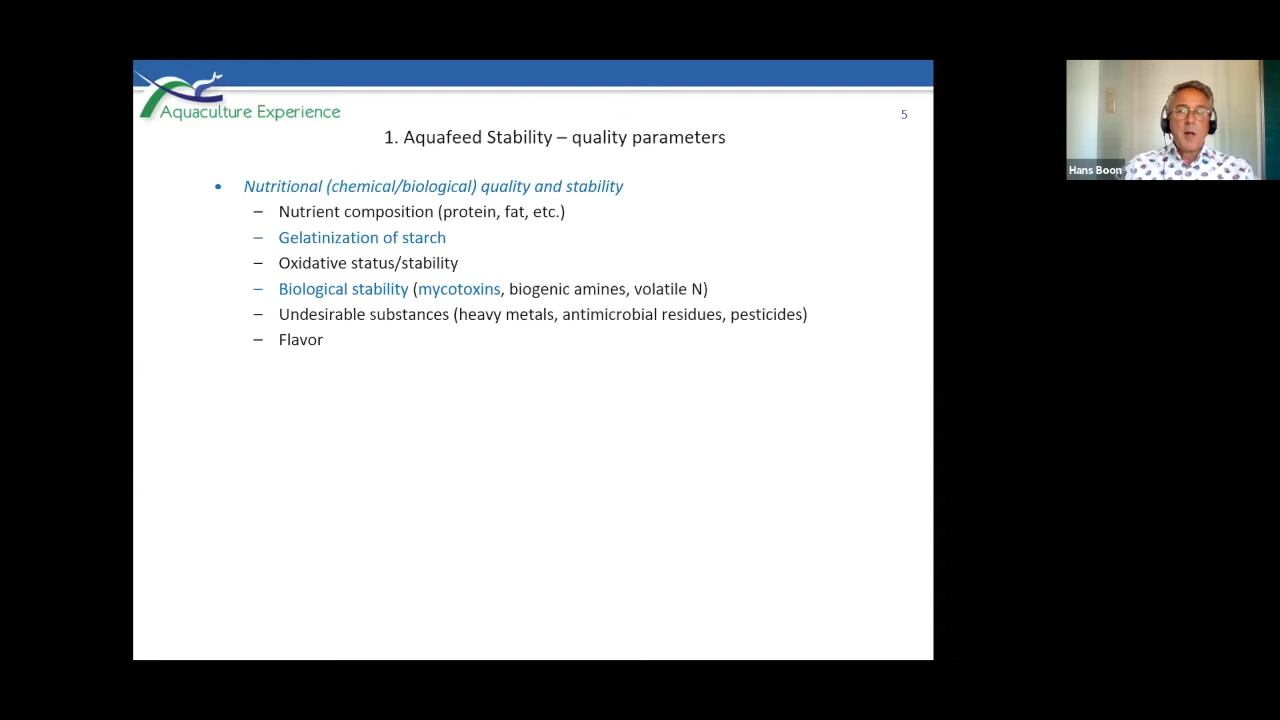 Aquaculture Experience
5
1. Aquafeed Stability – quality parameters
• Nutritional (chemical/biological) quality and stability
– Nutrient composition (protein, fat, etc.)
– Gelatinization of starch
– Oxidative status/stability
– Biological stability (mycotoxins, biogenic amines, volatile N)
– Undesirable substances (heavy metals, antimicrobial residues, pesticides)
– Flavor
Hans Boon